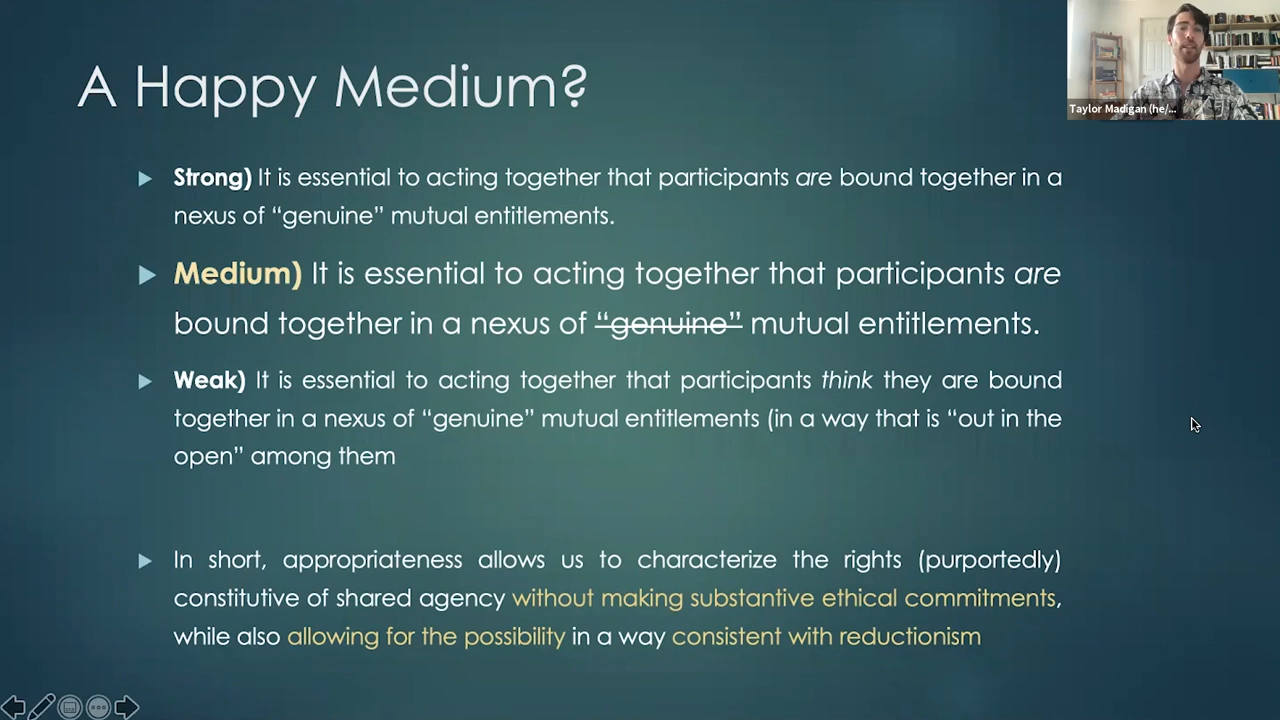 A Happy Medium?
Taylor Madigan (he/...
Strong) It is essential to acting together that participants are bound together in a
nexus of “genuine” mutual entitlements.
Medium) It is essential to acting together that participants are
bound together in a nexus of “genuine” mutual entitlements.
Weak) It is essential to acting together that participants think they are bound
together in a nexus of “genuine” mutual entitlements (in a way that is “out in the
open” among them
In short, appropriateness allows us to characterize the rights (purportedly)
constitutive of shared agency without making substantive ethical commitments,
while also allowing for the possibility in a way consistent with reductionism